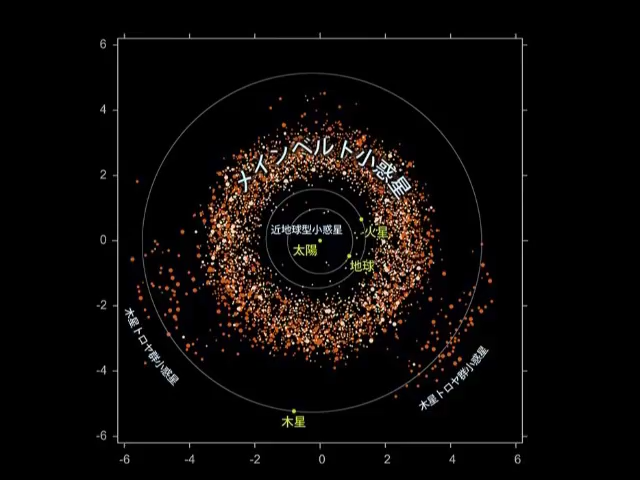 6
4
2
0
-2
-4
-6
メインベルト小惑星
近地球型小惑星
火星
太陽
地球
木星トロヤ群小惑星
木星トロヤ群小惑星
木星
-6 -4 -2 0 2 4 6